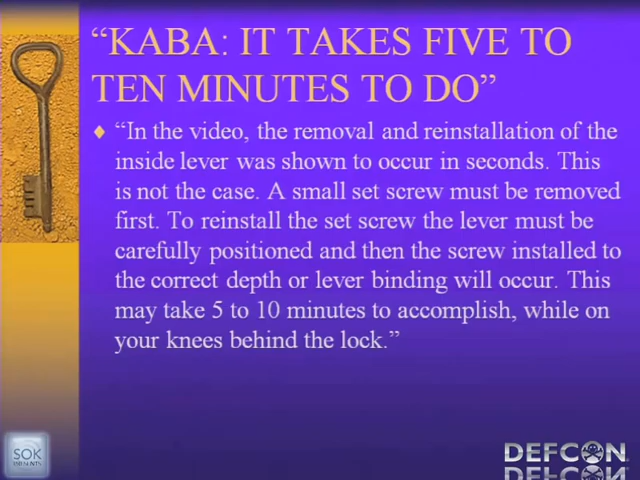 “KABA: IT TAKES FIVE TO
TEN MINUTES TO DO”
“In the video, the removal and reinstallation of the
inside lever was shown to occur in seconds. This
is not the case. A small set screw must be removed
first. To reinstall the set screw the lever must be
carefully positioned and then the screw installed to
the correct depth or lever binding will occur. This
may take 5 to 10 minutes to accomplish, while on
your knees behind the lock.”
SOK
PRESENTS
DEFCON